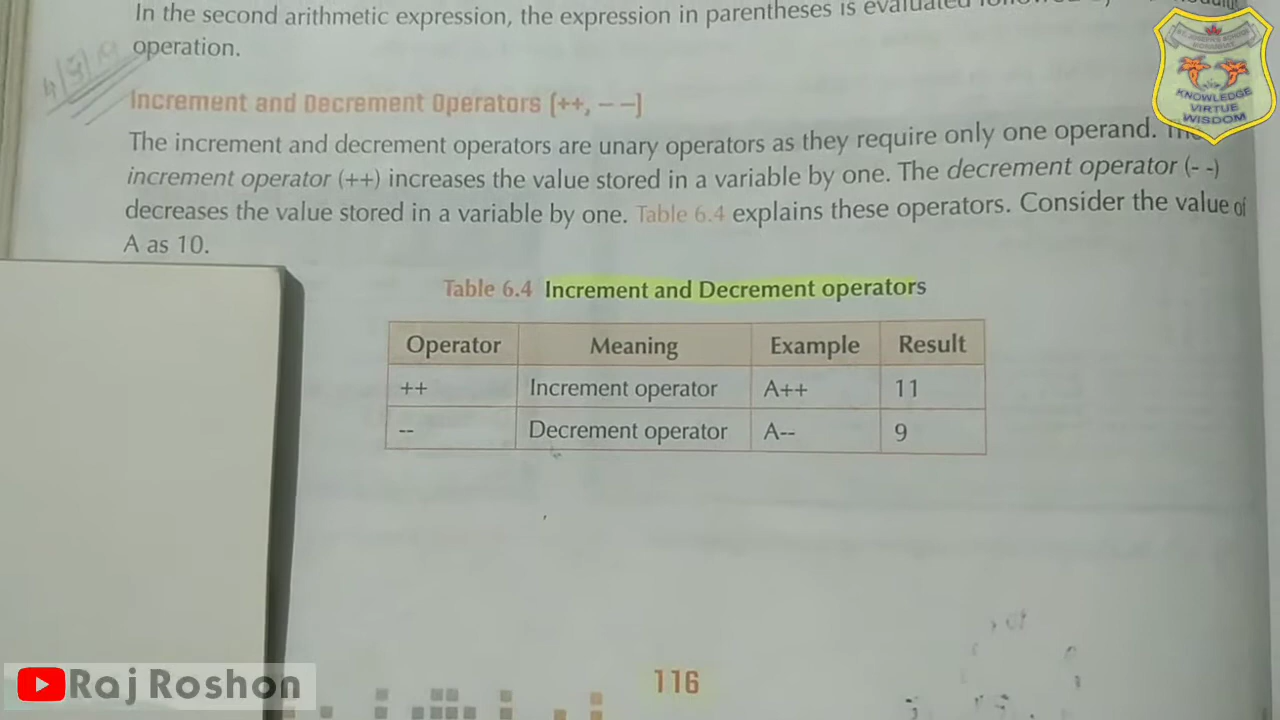 In the second arithmetic expression, the expression in parentheses is evaluated
operation.
Increment and Decrement Operators (++, – –)
The increment and decrement operators are unary operators as they require only one operand. The
increment operator (++) increases the value stored in a variable by one. The decrement operator (- -)
decreases the value stored in a variable by one. Table 6.4 explains these operators. Consider the value of
A as 10.
Table 6.4 Increment and Decrement operators
Operator Meaning Example Result
++ Increment operator A++ 11
-- Decrement operator A-- 9
116
KNOWLEDGE
VIRTUE
WISDOM
Raj Roshon